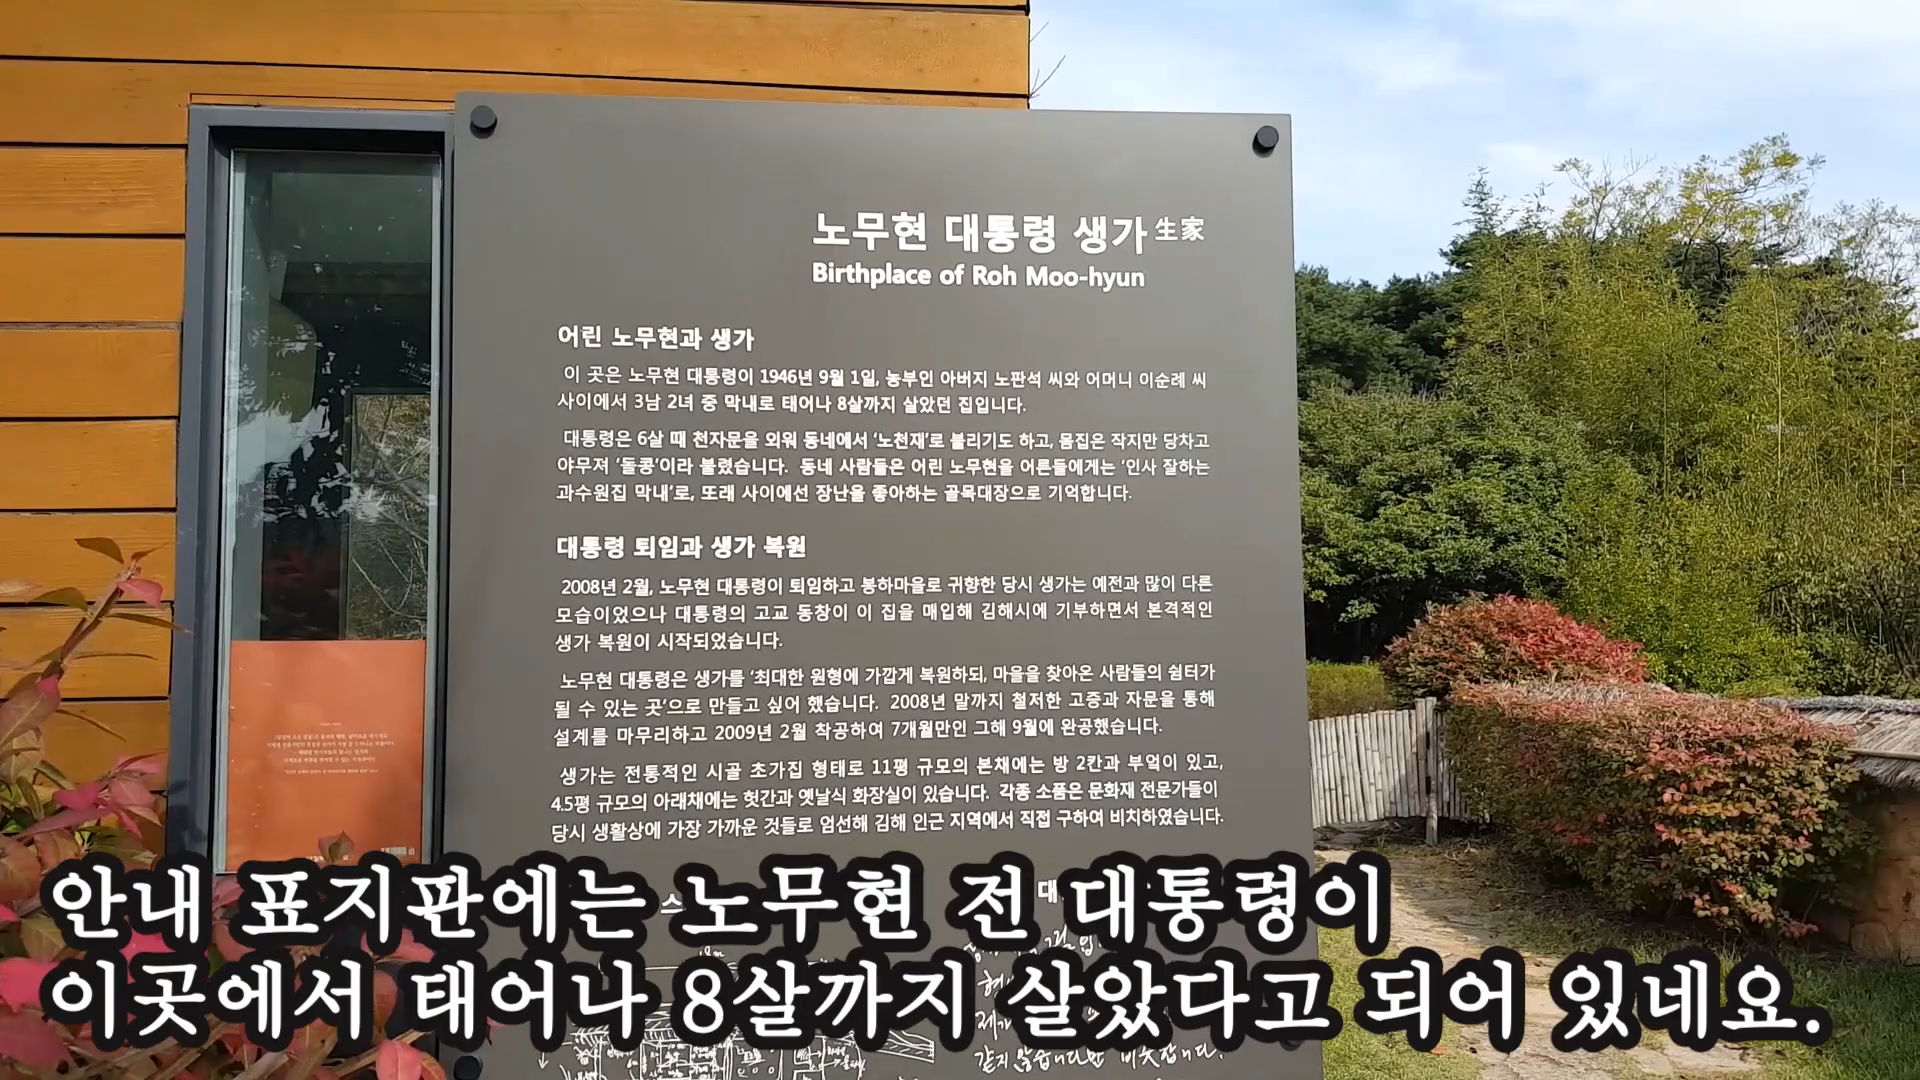 노무현 대통령 생가 生家
Birthplace of Roh Moo-hyun
어린 노무현과 생가
이 곳은 노무현 대통령이 1946년 9월 1일, 농부인 아버지 노판석 씨와 어머니 이순례 씨
사이에서 3남 2녀 중 막내로 태어나 8살까지 살았던 집입니다.
대통령은 6살 때 천자문을 외워 동네에서 '노천재'로 불리기도 하고, 몸집은 작지만 당차고
야무져 '돌콩'이라 불렸습니다. 동네 사람들은 어린 노무현을 어른들에게는 '인사 잘하는
과수원집 막내'로, 또래 사이에선 장난을 좋아하는 골목대장으로 기억합니다.
대통령 퇴임과 생가 복원
2008년 2월, 노무현 대통령이 퇴임하고 봉하마을로 귀향한 당시 생가는 예전과 많이 다른
모습이었으나 대통령의 고교 동창이 이 집을 매입해 김해시에 기부하면서 본격적인
생가 복원이 시작되었습니다.
노무현 대통령은 생가를 '최대한 원형에 가깝게 복원하되, 마을을 찾아온 사람들의 쉼터가
될 수 있는 곳'으로 만들고 싶어 했습니다. 2008년 말까지 철저한 고증과 자문을 통해
설계를 마무리하고 2009년 2월 착공하여 7개월만인 그해 9월에 완공했습니다.
생가는 전통적인 시골 초가집 형태로 11평 규모의 본채에는 방 2칸과 부엌이 있고,
4.5평 규모의 아래채에는 헛간과 옛날식 화장실이 있습니다. 각종 소품은 문화재 전문가들이
당시 생활상에 가장 가까운 것들로 엄선해 김해 인근 지역에서 직접 구하여 비치하였습니다.
안내 표지판에는 노무현 전 대통령이
이곳에서 태어나 8살까지 살았다고 되어 있네요.